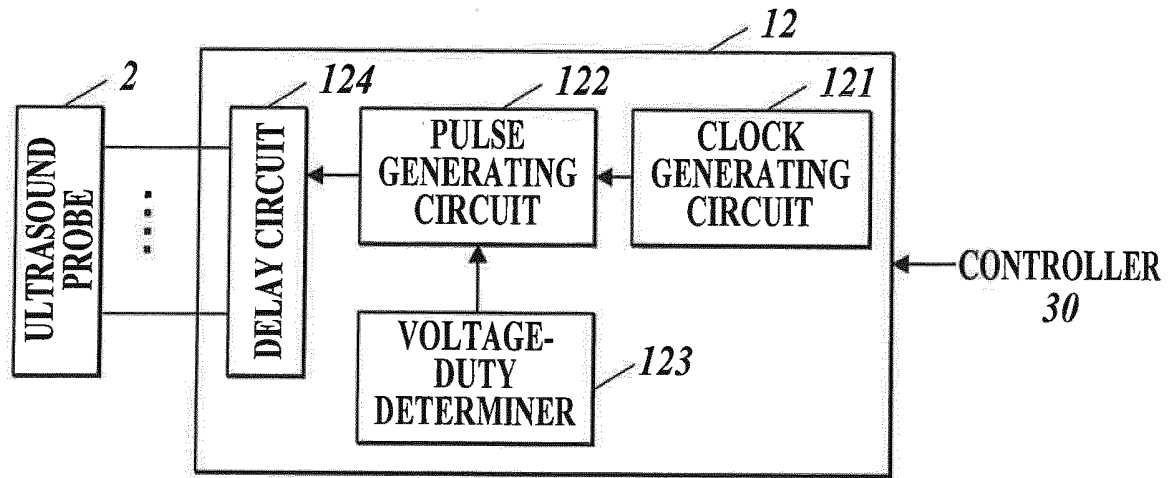 12
2
124
122
121
ULTRASOUND
PROBE
DELAY CIRCUIT
PULSE
GENERATING
CIRCUIT
CLOCK
GENERATING
CIRCUIT
CONTROLLER
30
VOLTAGE-
DUTY
DETERMINER
123